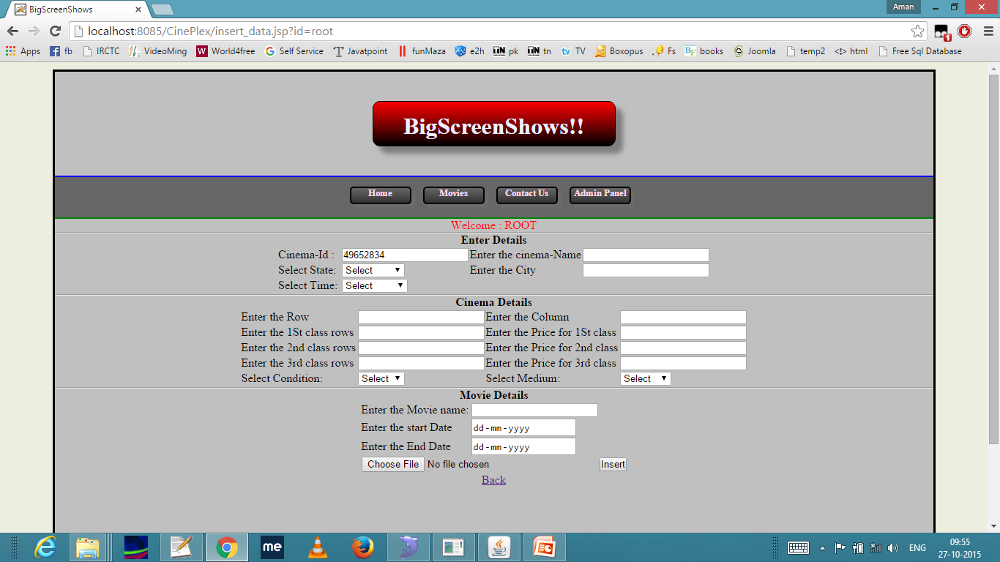 BigScreenShows
Aman
localhost:8085/CinePlex/insert_data.jsp?id=root
1
Apps fb IRCTC VideoMing World4free Self Service Javatpoint funMaza e2h pk tn TV Boxopus Fs books Joomla temp2 html Free Sql Database
BigScreenShows!!
Home Movies Contact Us Admin Panel
Welcome : ROOT
Enter Details
Cinema-Id : 49652834 Enter the cinema-Name
Select State: Select Enter the City
Select Time: Select
Cinema Details
Enter the Row Enter the Column
Enter the 1St class rows Enter the Price for 1St class
Enter the 2nd class rows Enter the Price for 2nd class
Enter the 3rd class rows Enter the Price for 3rd class
Select Condition: Select Select Medium: Select
Movie Details
Enter the Movie name:
Enter the start Date dd-mm-yyyy
Enter the End Date dd-mm-yyyy
Choose File No file chosen Insert
Back
me
ENG
09:55
27-10-2015